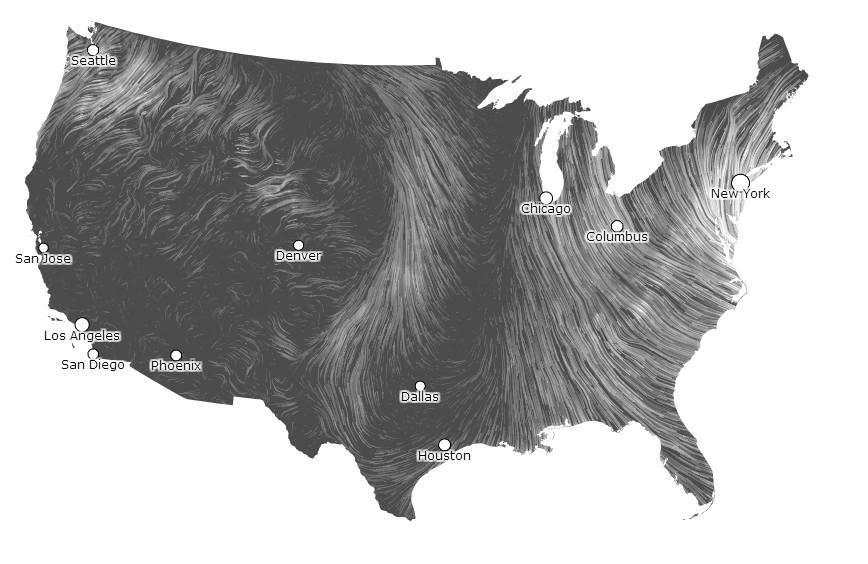 Seattle
New York
Chicago
Columbus
San Jose
Denver
Los Angeles
San Diego
Phoenix
Dallas
Houston